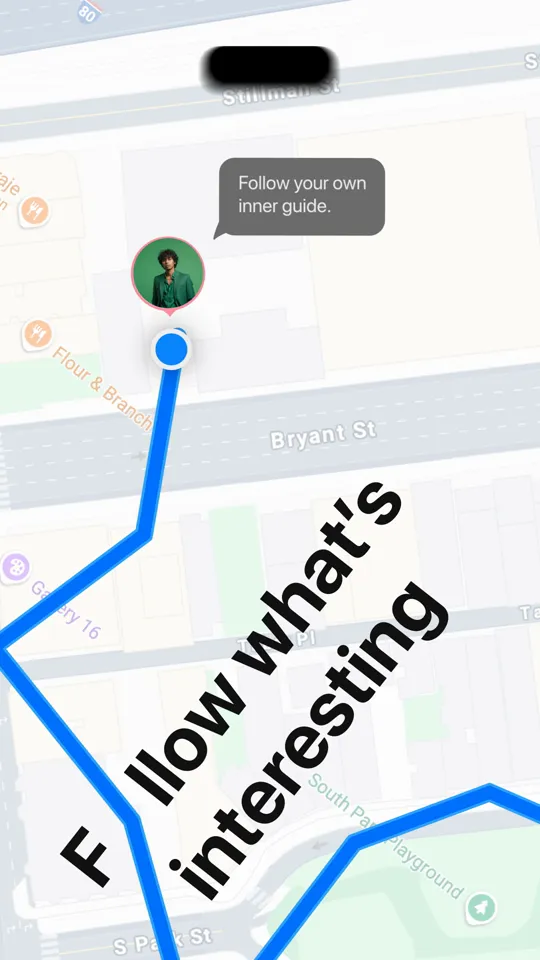 80
Stillman St
Follow your own
inner guide.
Flour & Branch
Bryant St
Gallery 16
F llow what's
interesting
South Park Playground
S Park St